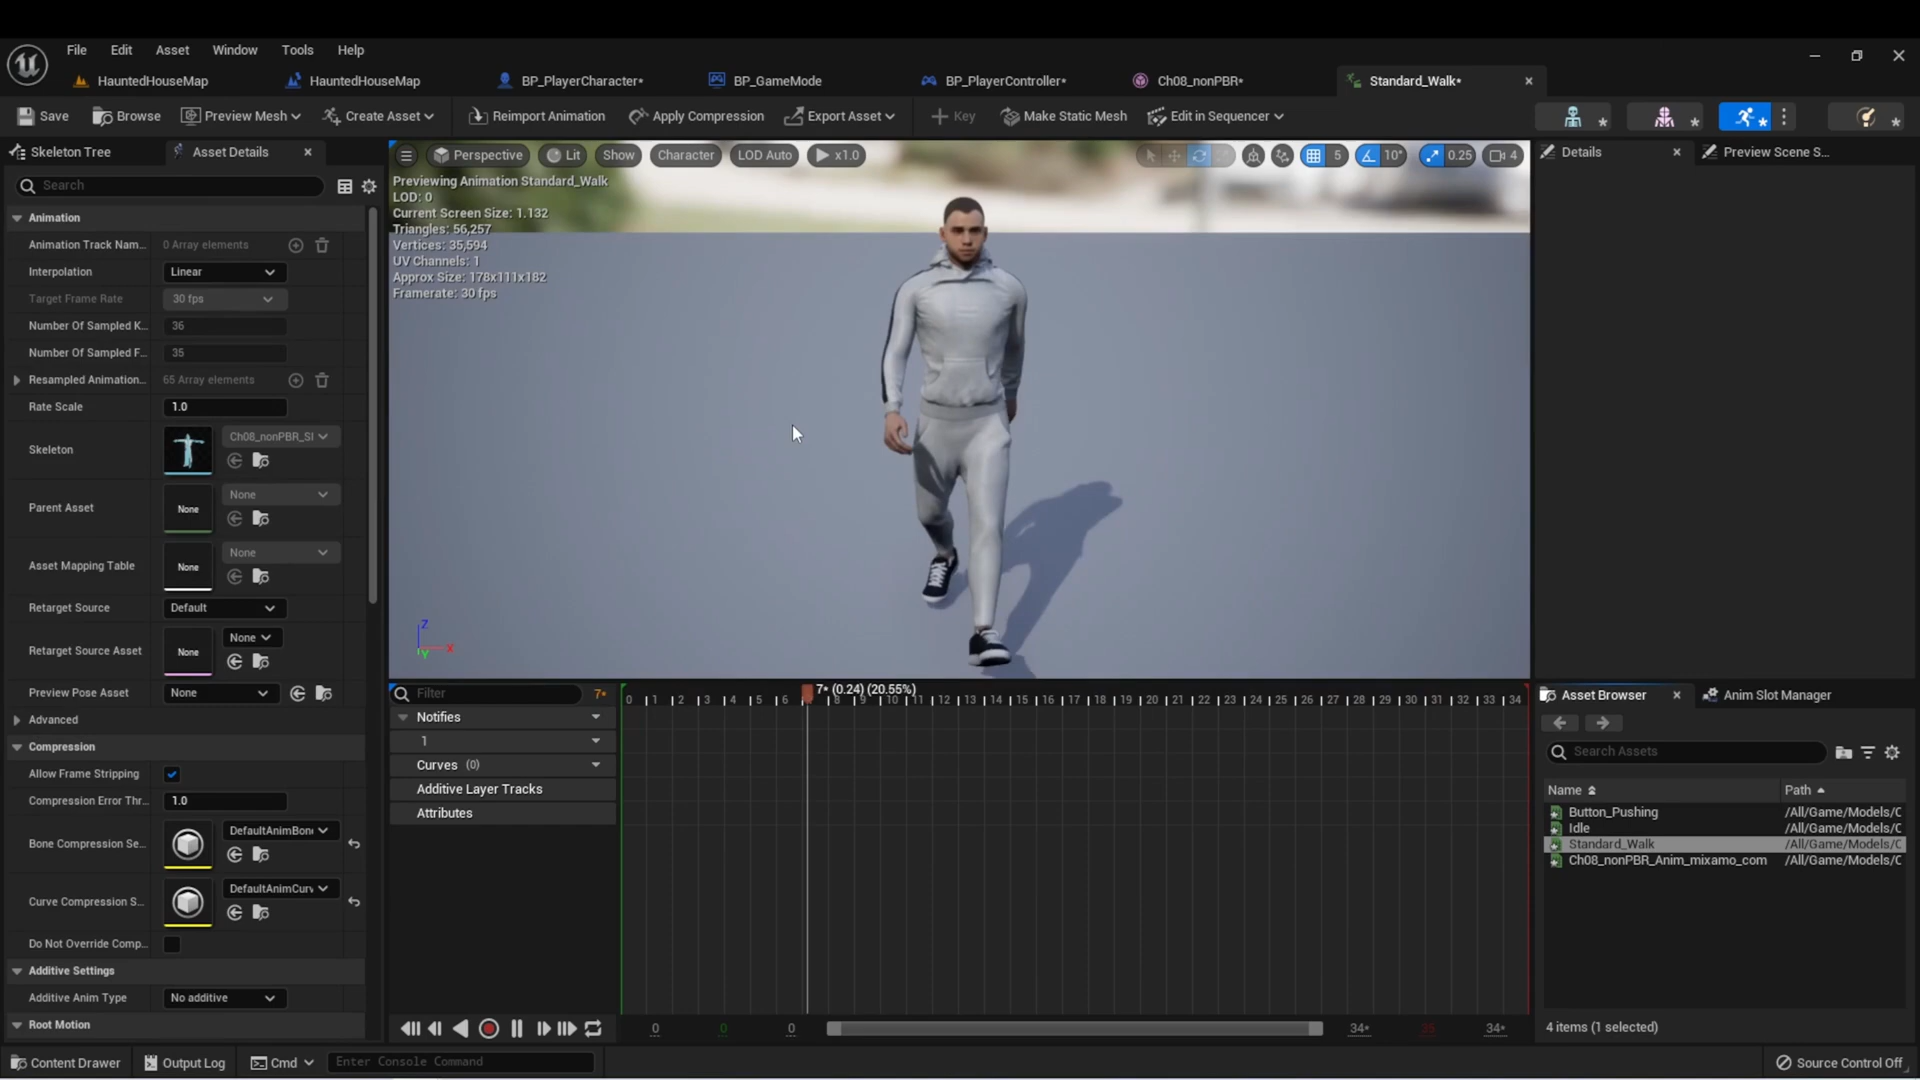 File Edit Asset Window Tools Help
HauntedHouseMap HauntedHouseMap BP_PlayerCharacter* BP_GameMode BP_PlayerController* Ch08_nonPBR* Standard_Walk*
Save Browse Preview Mesh Create Asset Reimport Animation Apply Compression Export Asset Key Make Static Mesh Edit in Sequencer
Skeleton Tree Asset Details
Search
Animation
Animation Track Nam... 0 Array elements
Interpolation Linear
Target Frame Rate 30 fps
Number Of Sampled K... 36
Number Of Sampled F... 35
Resampled Animation... 65 Array elements
Rate Scale 1.0
Skeleton Ch08_nonPBR_Sl
Parent Asset None None
Asset Mapping Table None None
Retarget Source Default
Retarget Source Asset None None
Preview Pose Asset None
Advanced
Compression
Allow Frame Stripping
Compression Error Thr... 1.0
Bone Compression Se... DefaultAnimBon
Curve Compression S... DefaultAnimCurv
Do Not Override Comp...
Additive Settings
Additive Anim Type No additive
Root Motion
Perspective Lit Show Character LOD Auto x1.0 5 10° 0.25 4
Previewing Animation Standard_Walk
LOD: 0
Current Screen Size: 1.132
Triangles: 56,257
Vertices: 35,594
UV Channels: 1
Approx Size: 178x111x182
Framerate: 30 fps
Z
X
Y
Filter 7*
7* (0.24) (20.55%)
0 1 2 3 4 5 6 8 9 10 11 12 13 14 15 16 17 18 19 20 21 22 23 24 25 26 27 28 29 30 31 32 33 34
Notifies
1
Curves (0)
Additive Layer Tracks
Attributes
0 0 0 34* 35 34*
Details Preview Scene S...
Asset Browser Anim Slot Manager
Search Assets
Name Path
Button_Pushing /All/Game/Models/C
Idle /All/Game/Models/C
Standard_Walk /All/Game/Models/C
Ch08_nonPBR_Anim_mixamo_com /All/Game/Models/C
4 items (1 selected)
Content Drawer Output Log Cmd Enter Console Command Source Control Off